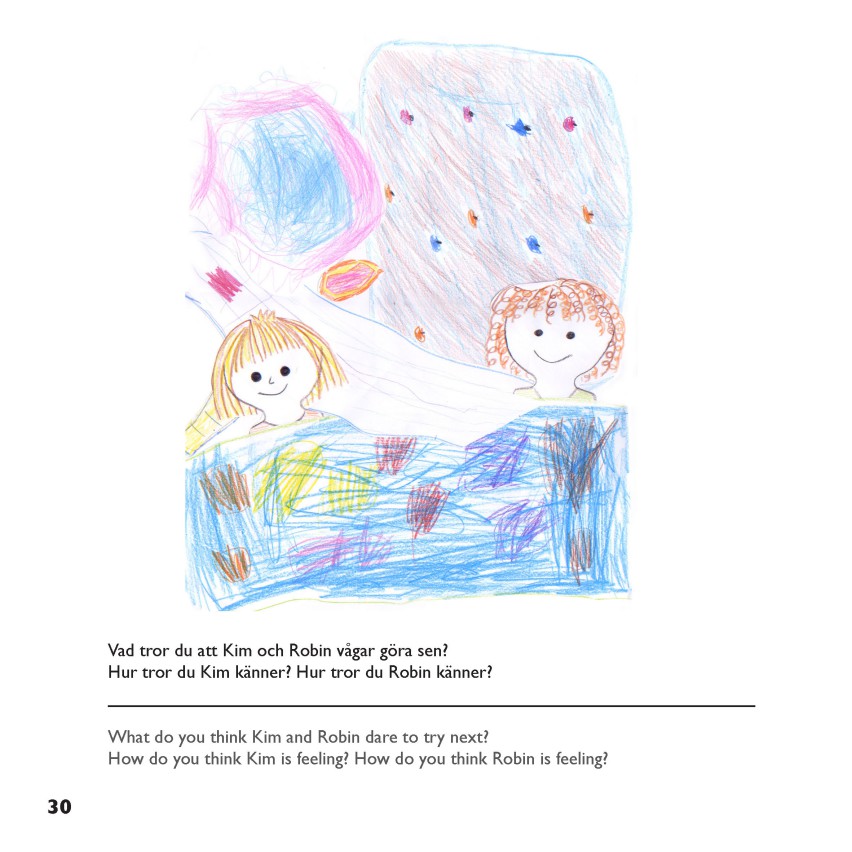 Vad tror du att Kim och Robin vågar göra sen?
Hur tror du Kim känner? Hur tror du Robin känner?
What do you think Kim and Robin dare to try next?
How do you think Kim is feeling? How do you think Robin is feeling?
30